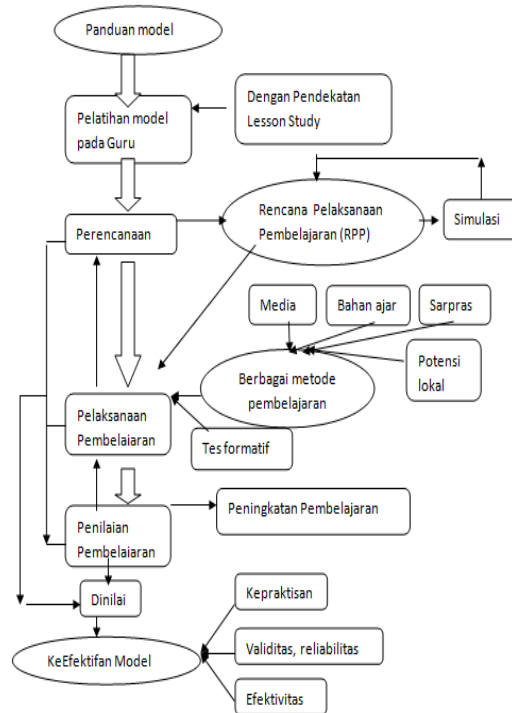 Panduan model
Pelatihan model
pada Guru
Dengan Pendekatan
Lesson Study
Perencanaan
Rencana Pelaksanaan
Pembelajaran (RPP)
Simulasi
Media
Bahan ajar
Sarpras
Potensi
lokal
Berbagai metode
pembelajaran
Pelaksanaan
Pembelaiaran
Tes formatif
Penilaian
Pembelaiaran
Peningkatan Pembelajaran
Dinilai
Kepraktisan
KeEfektifan Model
Validitas, reliabilitas
Efektivitas